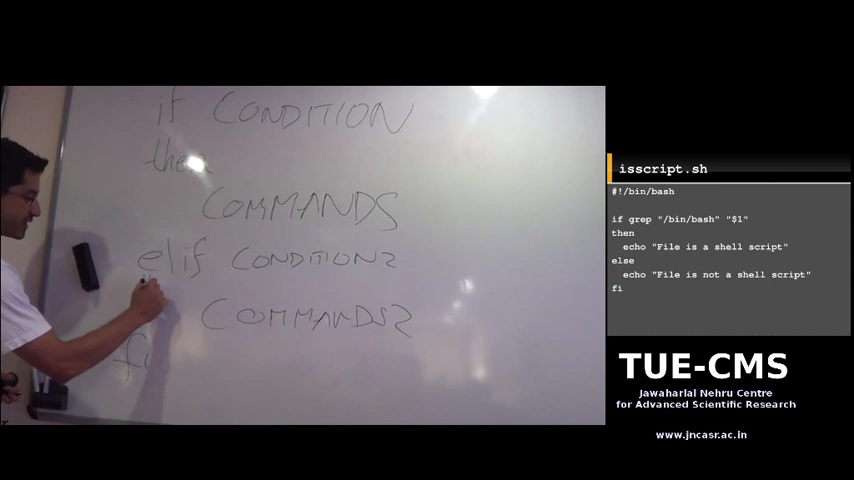 if CONDITION
then
COMMANDS
elif CONDITION2
COMMANDS2
fi
isscript.sh
#!/bin/bash
if grep "/bin/bash" "$1"
then
echo "File is a shell script"
else
echo "File is not a shell script"
fi
TUE-CMS
Jawaharlal Nehru Centre
for Advanced Scientific Research
www.jncasr.ac.in